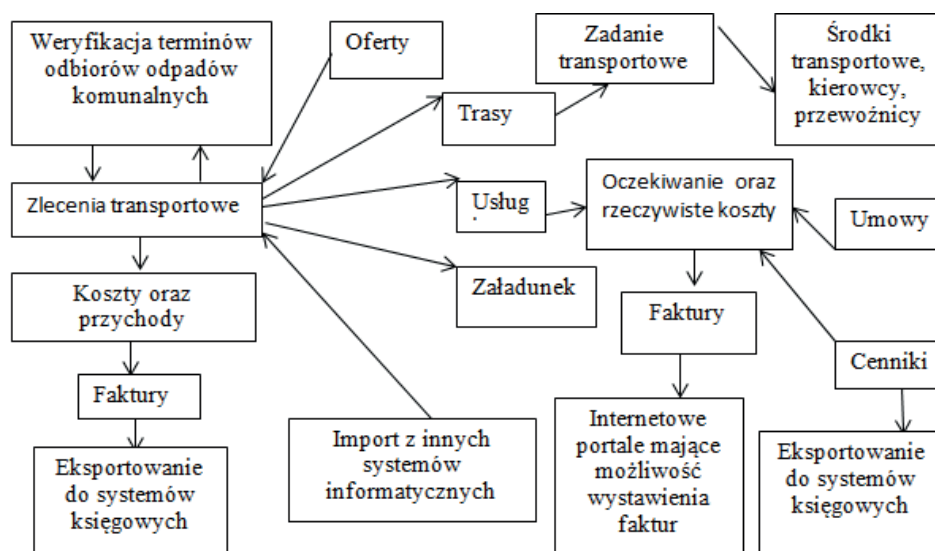 Weryfikacja terminów
odbiorów odpadów
komunalnych
Oferty
Zadanie
transportowe
Środki
transportowe,
kierowcy,
przewoźnicy
Trasy
Zlecenia transportowe
Usług
Oczekiwanie oraz
rzeczywiste koszty
Umowy
Załadunek
Koszty oraz
przychody
Faktury
Cenniki
Faktury
Import z innych
systemów
informatycznych
Internetowe
portale mające
możliwość
wystawienia
faktur
Eksportowanie
do systemów
księgowych
Eksportowanie
do systemów
księgowych